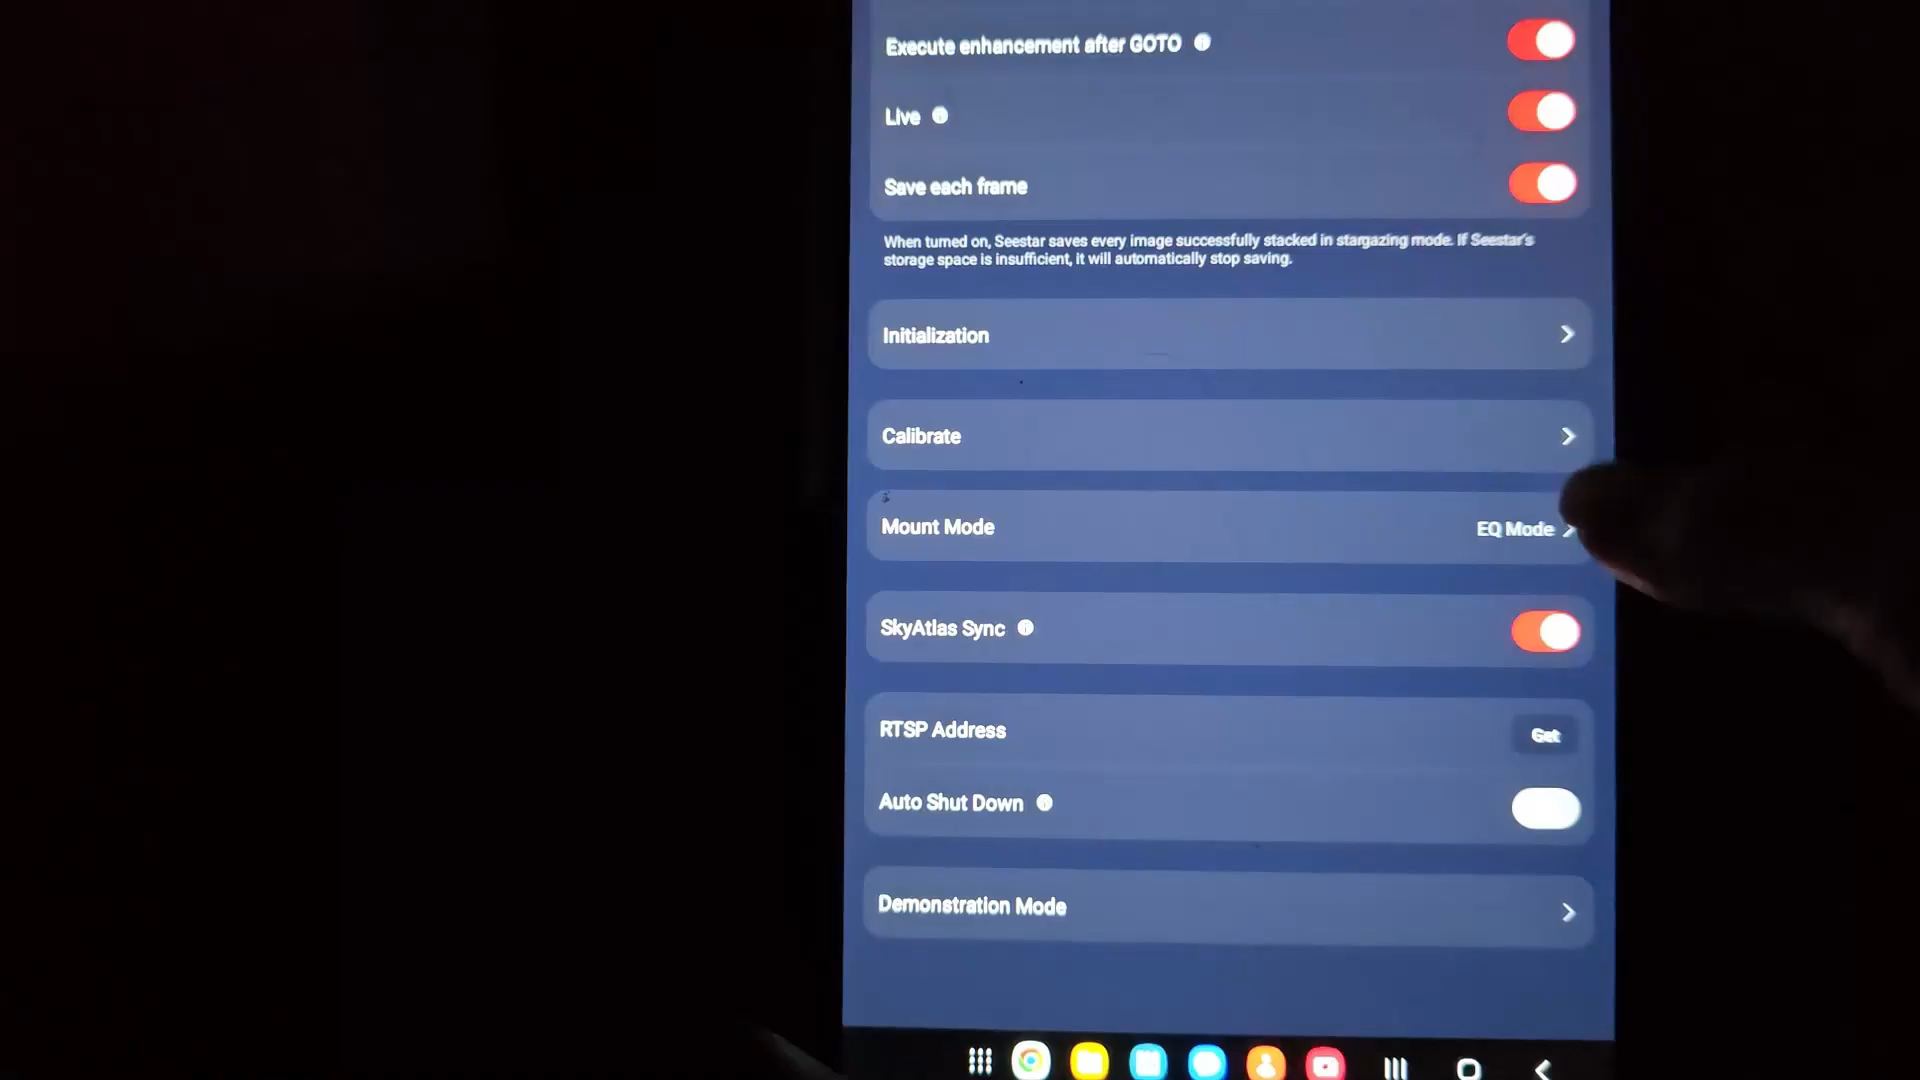 Execute enhancement after GOTO
Live
Save each frame
When turned on, Seestar saves every image successfully stacked in stargazing mode. If Seestar's
storage space is insufficient, it will automatically stop saving.
Initialization
Calibrate
Mount Mode
EQ Mode
SkyAtlas Sync
RTSP Address
Get
Auto Shut Down
Demonstration Mode